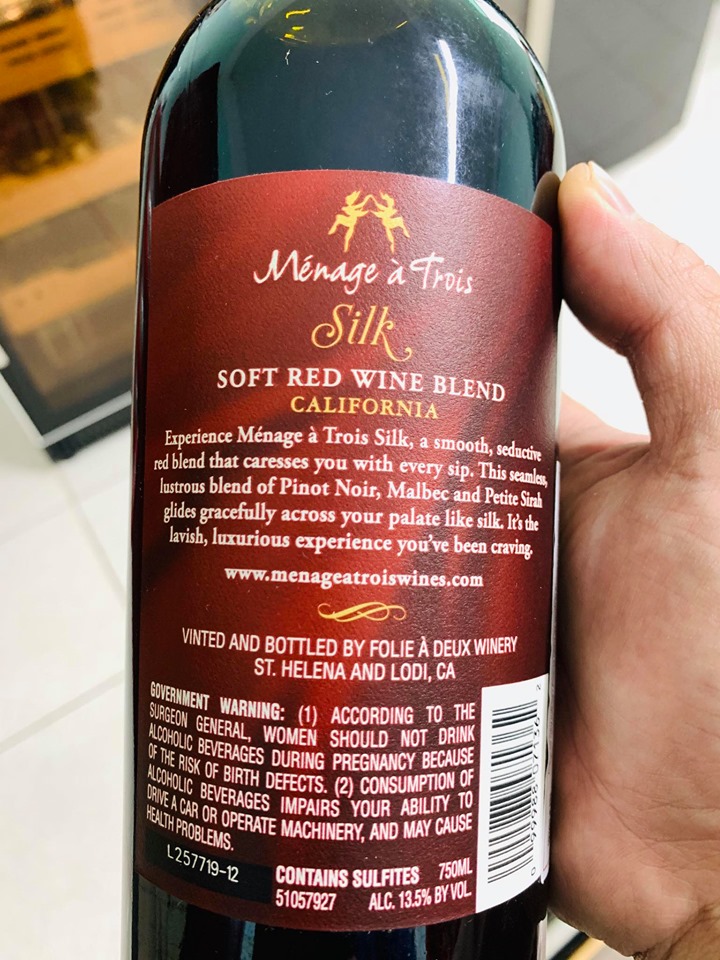 Ménage à Trois
Silk
SOFT RED WINE BLEND
CALIFORNIA
Experience Ménage à Trois Silk, a smooth, seductive
red blend that caresses you with every sip. This seamless,
lustrous blend of Pinot Noir, Malbec and Petite Sirah
glides gracefully across your palate like silk. It's the
lavish, luxurious experience you've been craving.
www.menageatroiswines.com
VINTED AND BOTTLED BY FOLIE À DEUX WINERY
ST. HELENA AND LODI, CA
GOVERNMENT WARNING: (1) ACCORDING TO THE
SURGEON GENERAL, WOMEN SHOULD NOT DRINK
ALCOHOLIC BEVERAGES DURING PREGNANCY BECAUSE
OF THE RISK OF BIRTH DEFECTS. (2) CONSUMPTION OF
ALCOHOLIC BEVERAGES IMPAIRS YOUR ABILITY TO
DRIVE A CAR OR OPERATE MACHINERY, AND MAY CAUSE
HEALTH PROBLEMS.
L257719-12
CONTAINS SULFITES 750ML
51057927 ALC. 13.5% BY VOL.
0 99988 07136 2